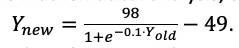 Y_new = 98 / (1+e^(-0.1·Y_old)) − 49.